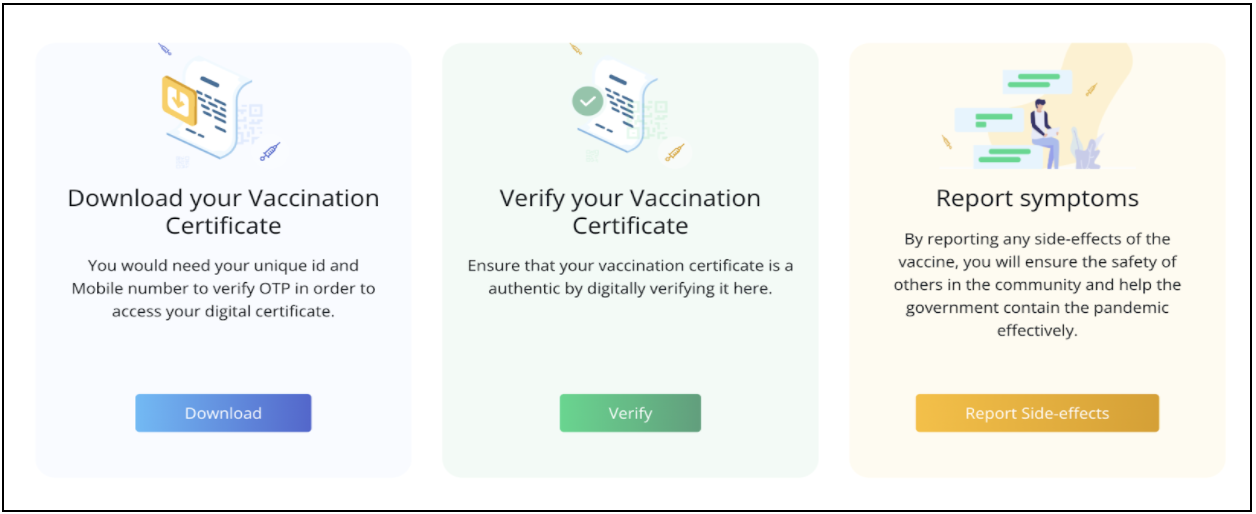 Download your Vaccination
Certificate
You would need your unique id and
Mobile number to verify OTP in order to
access your digital certificate.
Download
Verify your Vaccination
Certificate
Ensure that your vaccination certificate is a
authentic by digitally verifying it here.
Verify
Report symptoms
By reporting any side-effects of the
vaccine, you will ensure the safety of
others in the community and help the
government contain the pandemic
effectively.
Report Side-effects